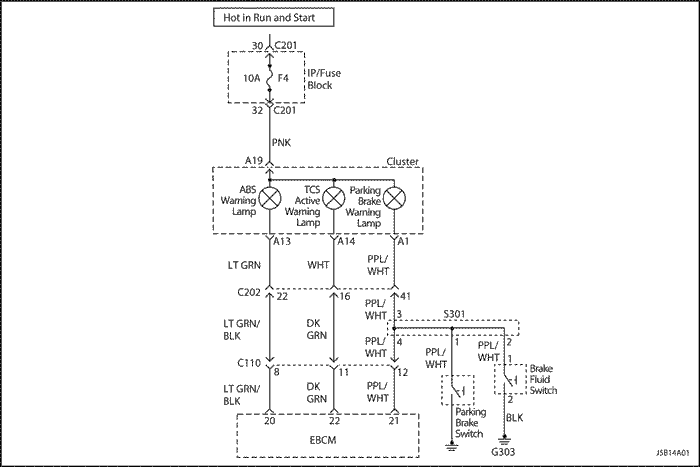 Hot in Run and Start
30 C201
10A F4
IP/Fuse
Block
32 C201
PNK
A19
Cluster
ABS
Warning
Lamp
TCS
Active
Warning
Lamp
Parking
Brake
Warning
Lamp
A13
A14
A1
LT GRN
WHT
PPL/
WHT
C202
22
16
41
LT GRN/
BLK
DK
GRN
PPL/
WHT
3
S301
4
1
2
PPL/
WHT
PPL/
WHT
PPL/
WHT
1
Brake
Fluid
Switch
2
C110
8
11
12
LT GRN/
BLK
DK
GRN
PPL/
WHT
Parking
Brake
Switch
BLK
20
22
21
EBCM
G303
J5B14A01